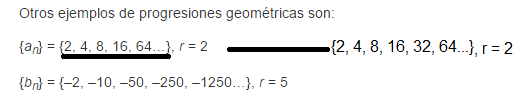 Otros ejemplos de progresiones geométricas son:
{aₙ} = {2, 4, 8, 16, 64...}, r = 2 {2, 4, 8, 16, 32, 64...}, r = 2
{bₙ} = {–2, –10, –50, –250, –1250...}, r = 5